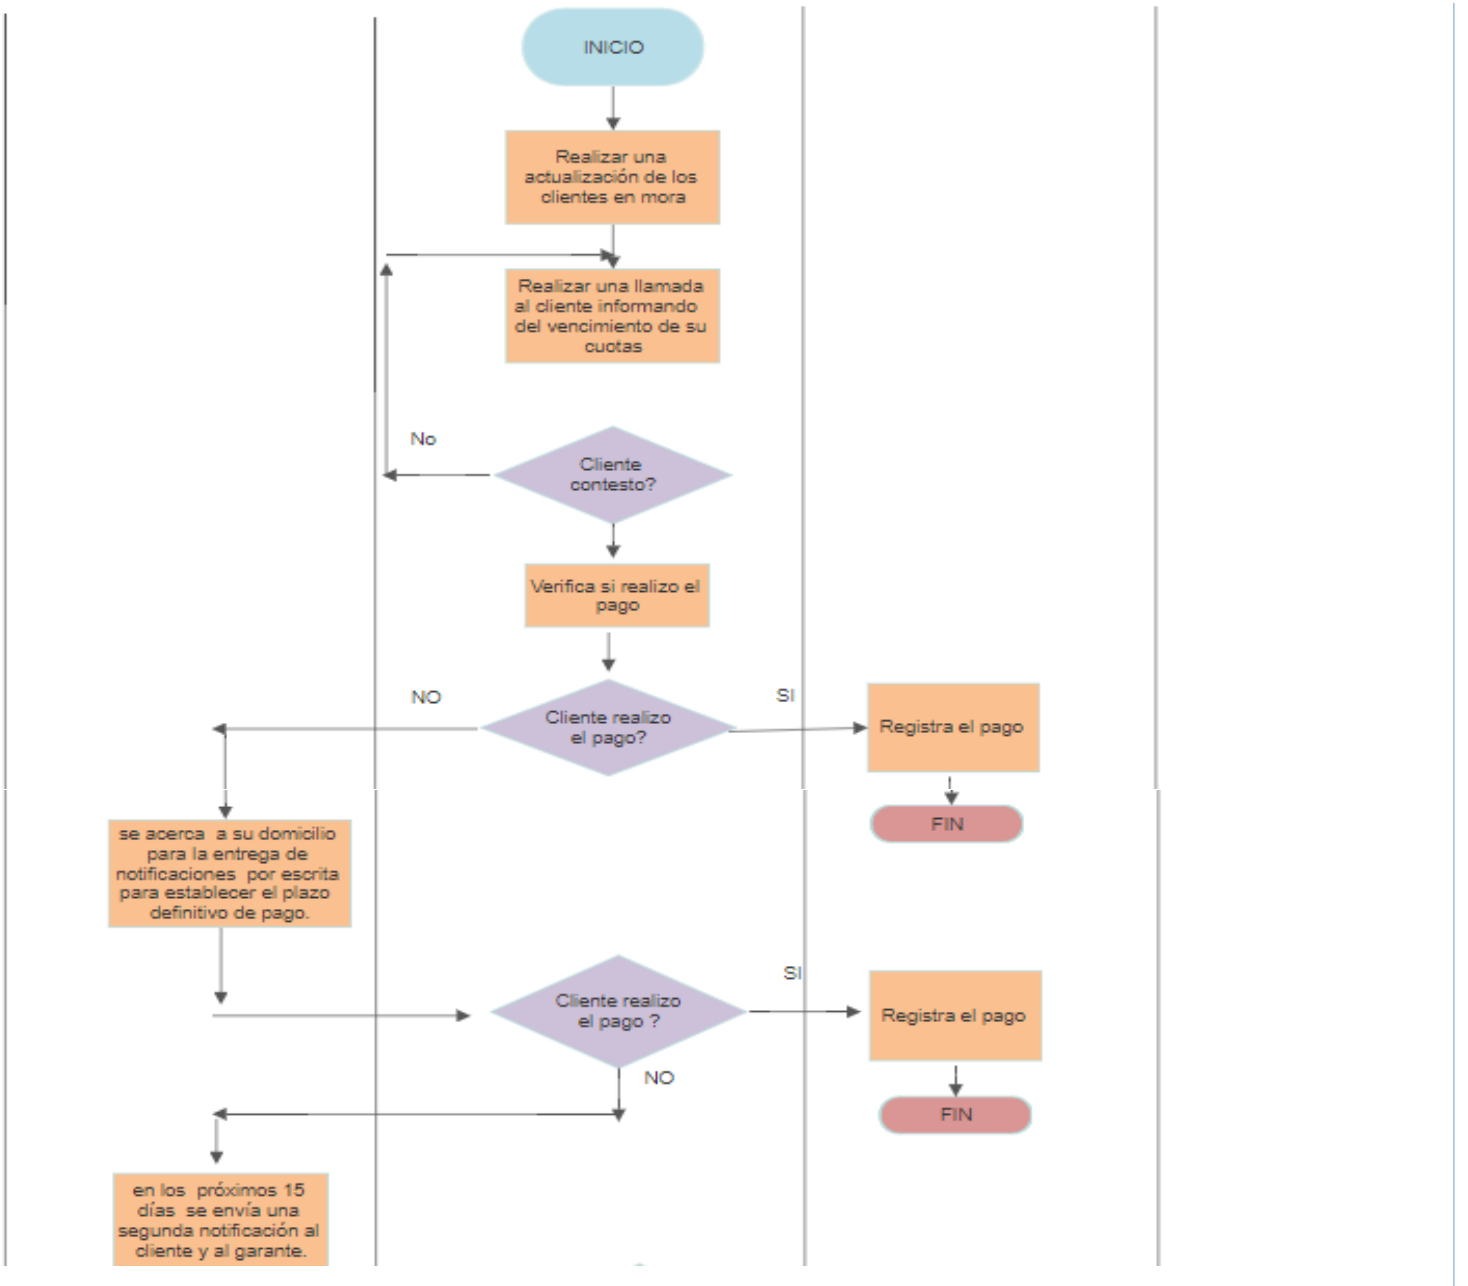 INICIO
Realizar una
actualización de los
clientes en mora
Realizar una llamada
al cliente informando
del vencimiento de su
cuotas
No
Cliente
contesto?
Verifica si realizo el
pago
NO
Cliente realizo
el pago?
SI
Registra el pago
FIN
se acerca a su domicilio
para la entrega de
notificaciones por escrita
para establecer el plazo
definitivo de pago.
Cliente realizo
el pago ?
SI
Registra el pago
NO
FIN
en los próximos 15
días se envía una
segunda notificación al
cliente y al garante.